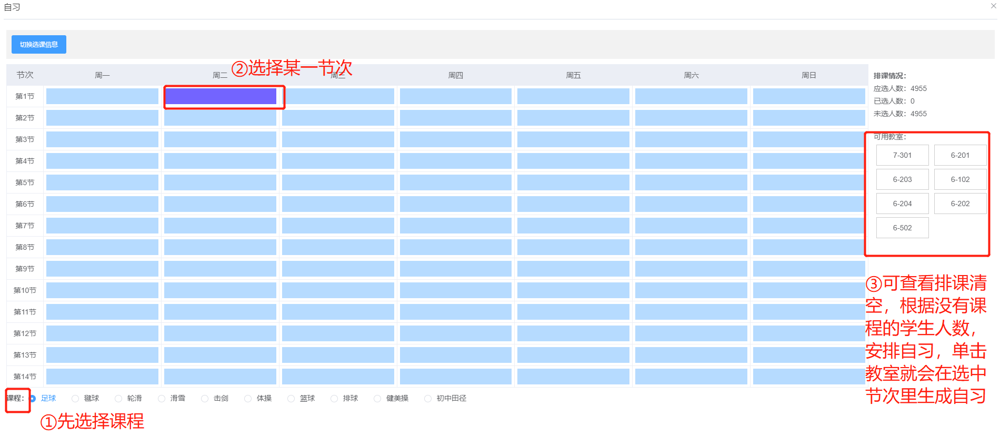 自习
切换选课信息
②选择某一节次
节次 周一 周二 周三 周四 周五 周六 周日
第1节
第2节
第3节
第4节
第5节
第6节
第7节
第8节
第9节
第10节
第11节
第12节
第13节
第14节
排课情况：
应选人数：4955
已选人数：0
未选人数：4955
可用教室：
7-301 6-201
6-203 6-102
6-204 6-202
6-502
③可查看排课清
空，根据没有课
程的学生人数，
安排自习，单击
教室就会在选中
节次里生成自习
课程： 足球 毽球 轮滑 滑雪 击剑 体操 篮球 排球 健美操 初中田径
①先选择课程